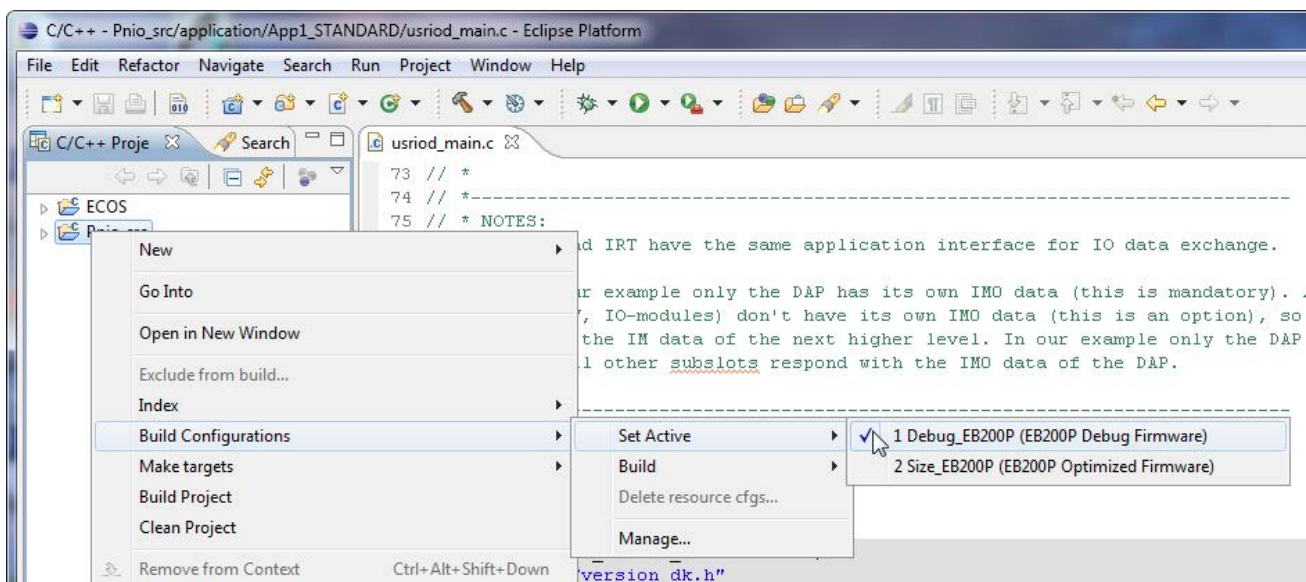 C/C++ - Pnio_src/application/App1_STANDARD/usriod_main.c - Eclipse Platform
File Edit Refactor Navigate Search Run Project Window Help
C/C++ Proje Search usriod_main.c
73 // *
74 // *-----------------------------------------------------------------------------
ECOS
75 // * NOTES:
New
d IRT have the same application interface for IO data exchange.
Go Into
r example only the DAP has its own IM0 data (this is mandatory).
, IO-modules) don't have its own IM0 data (this is an option), so
Open in New Window
the IM data of the next higher level. In our example only the DAP
l other subslots respond with the IM0 data of the DAP.
Exclude from build...
Index
Build Configurations
Set Active
1 Debug_EB200P (EB200P Debug Firmware)
Make targets
Build
2 Size_EB200P (EB200P Optimized Firmware)
Build Project
Delete resource cfgs...
Clean Project
Manage...
Remove from Context Ctrl+Alt+Shift+Down
version_dk.h"